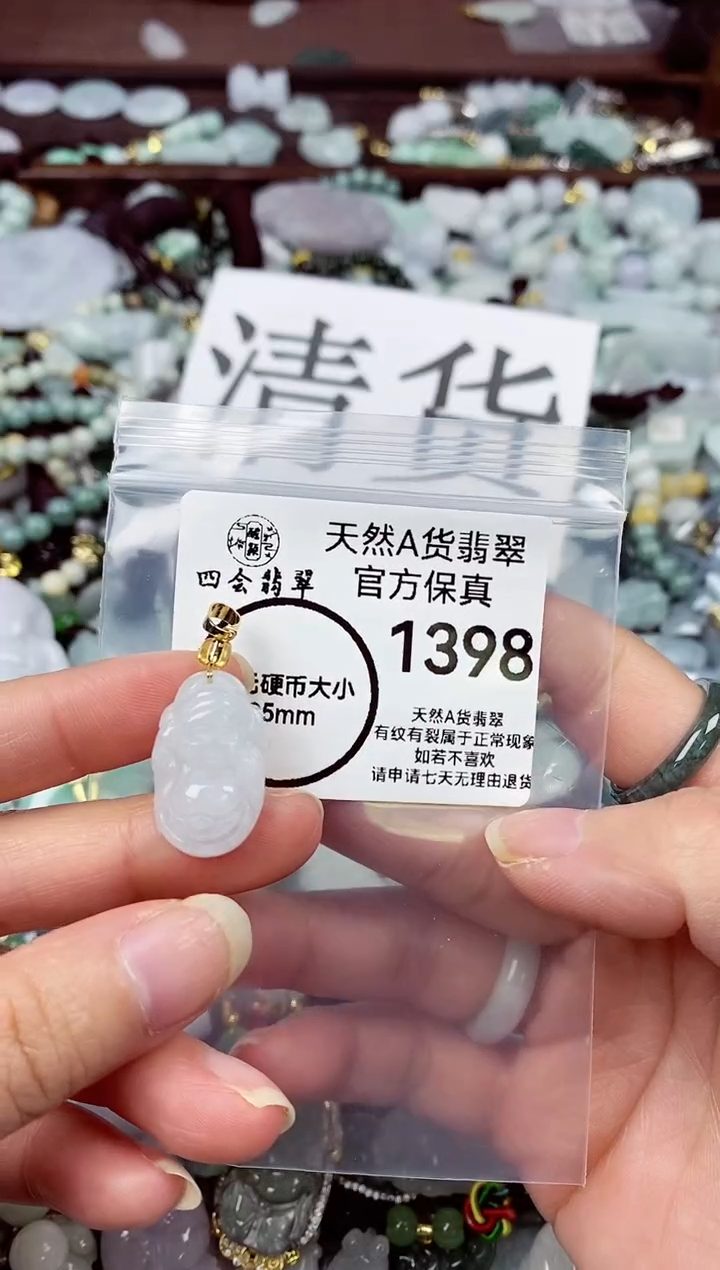 清货
天然A货翡翠
四会翡翠
官方保真
1398
硬币大小
5mm
天然A货翡翠
有纹有裂属于正常现象
如若不喜欢
请申请七天无理由退货